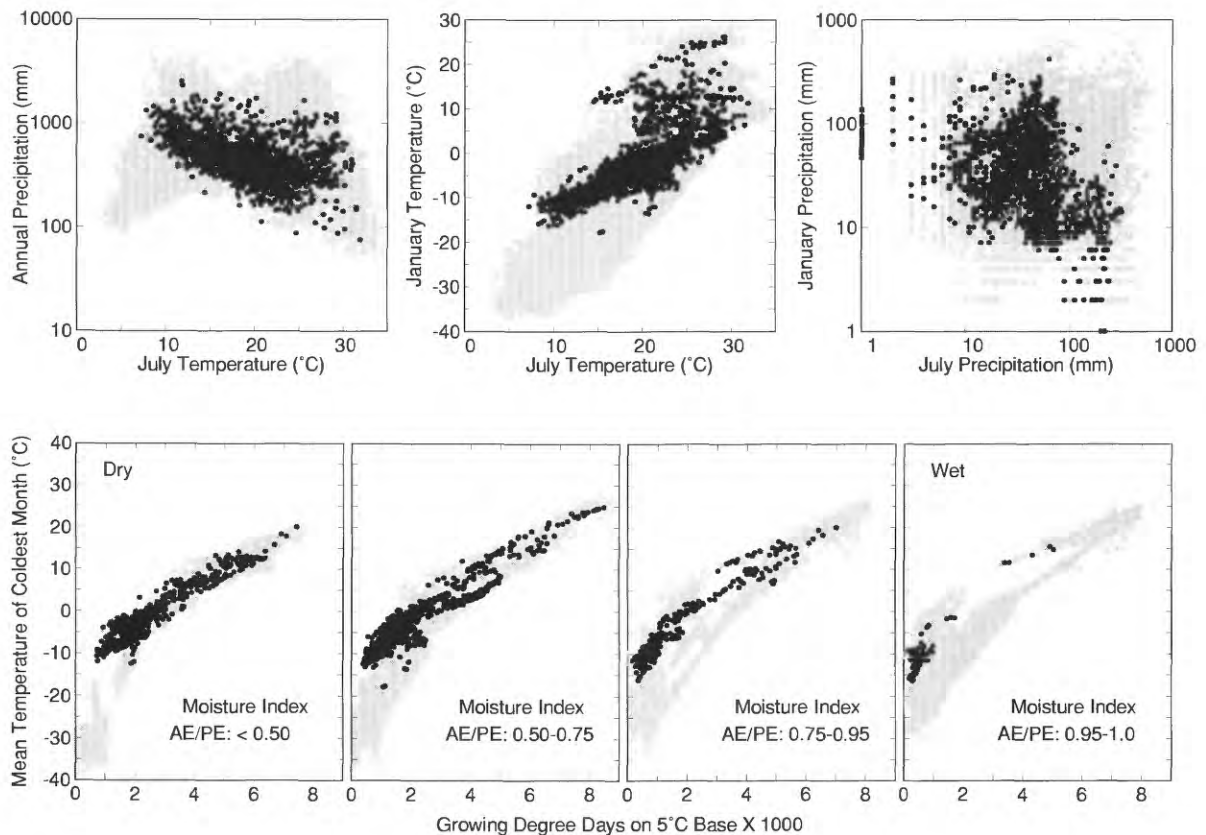 10000
1000
100
10
Annual Precipitation (mm)
0 10 20 30
July Temperature (°C)
30
20
10
0
-10
-20
-30
-40
January Temperature (°C)
0 10 20 30
July Temperature (°C)
1000
100
10
1
January Precipitation (mm)
1 10 100 1000
July Precipitation (mm)
Mean Temperature of Coldest Month (°C)
40
30
20
10
0
-10
-20
-30
-40
Dry
Moisture Index
AE/PE: < 0.50
0 2 4 6 8
Moisture Index
AE/PE: 0.50-0.75
0 2 4 6 8
Moisture Index
AE/PE: 0.75-0.95
0 2 4 6 8
Wet
Moisture Index
AE/PE: 0.95-1.0
0 2 4 6 8
Growing Degree Days on 5°C Base X 1000